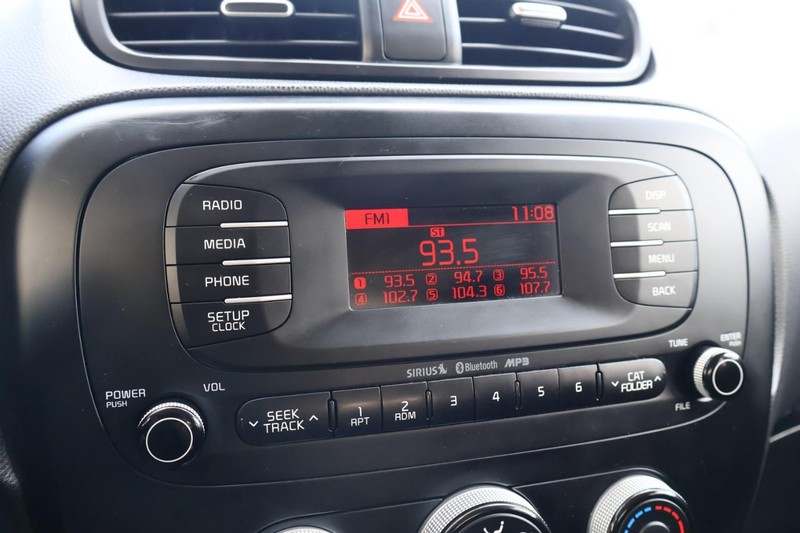 RADIO
MEDIA
PHONE
SETUP
CLOCK
FM1 11:08
ST
93.5
1 93.5 2 94.7 3 95.5
4 102.7 5 104.3 6 107.7
DISP
SCAN
MENU
BACK
SIRIUS Bluetooth MP3
POWER
PUSH
VOL
SEEK
TRACK
1
RPT
2
RDM
3
4
5
6
CAT
FOLDER
TUNE
ENTER
PUSH
FILE